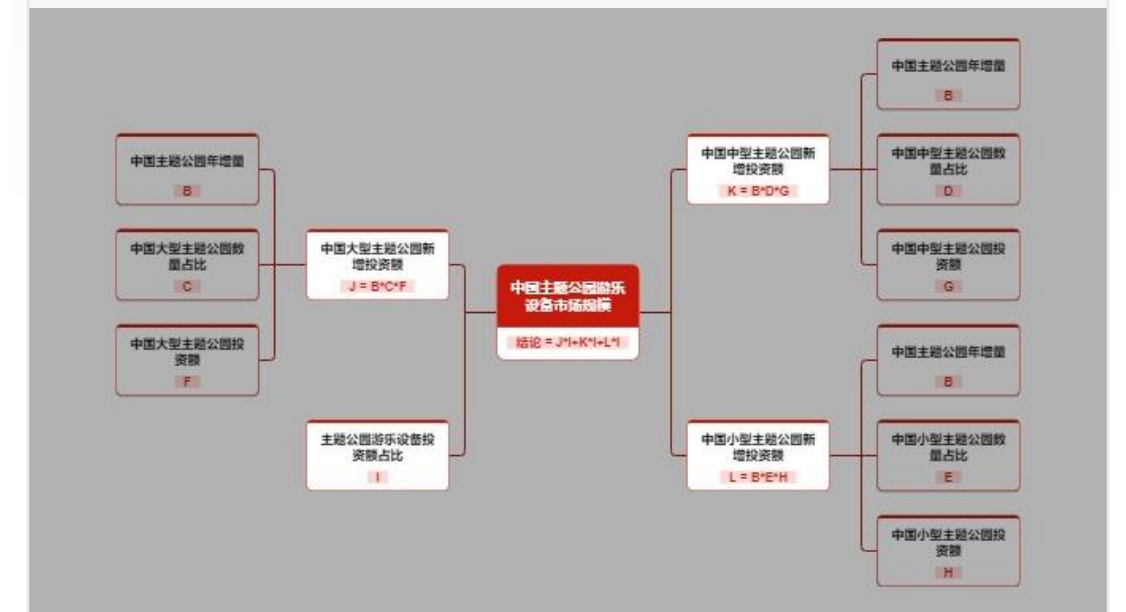 中国主题公园年增量
B
中国大型主题公园数
量占比
C
中国大型主题公园投
资额
F
中国大型主题公园新
增投资额
J = B*C*F
主题公园游乐设备投
资额占比
I
中国主题公园游乐
设备市场规模
结论 = J*I+K*I+L*I
中国中型主题公园新
增投资额
K = B*D*G
中国主题公园年增量
B
中国中型主题公园数
量占比
D
中国中型主题公园投
资额
G
中国小型主题公园新
增投资额
L = B*E*H
中国主题公园年增量
B
中国小型主题公园数
量占比
E
中国小型主题公园投
资额
H